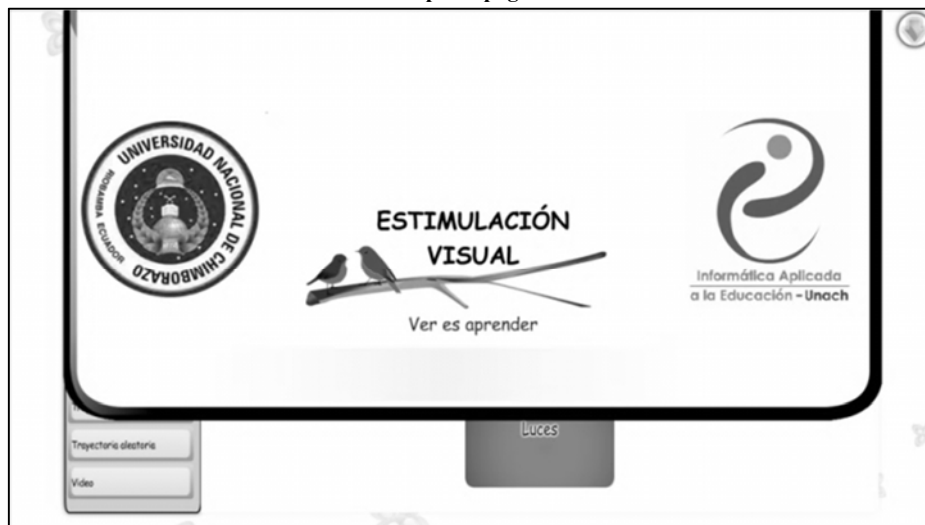 UNIVERSIDAD NACIONAL DE CHIMBORAZO
RIOBAMBA ECUADOR
ESTIMULACIÓN
VISUAL
Ver es aprender
Informática Aplicada
a la Educación - Unach
Luces
Trayectoria aleatoria
Video